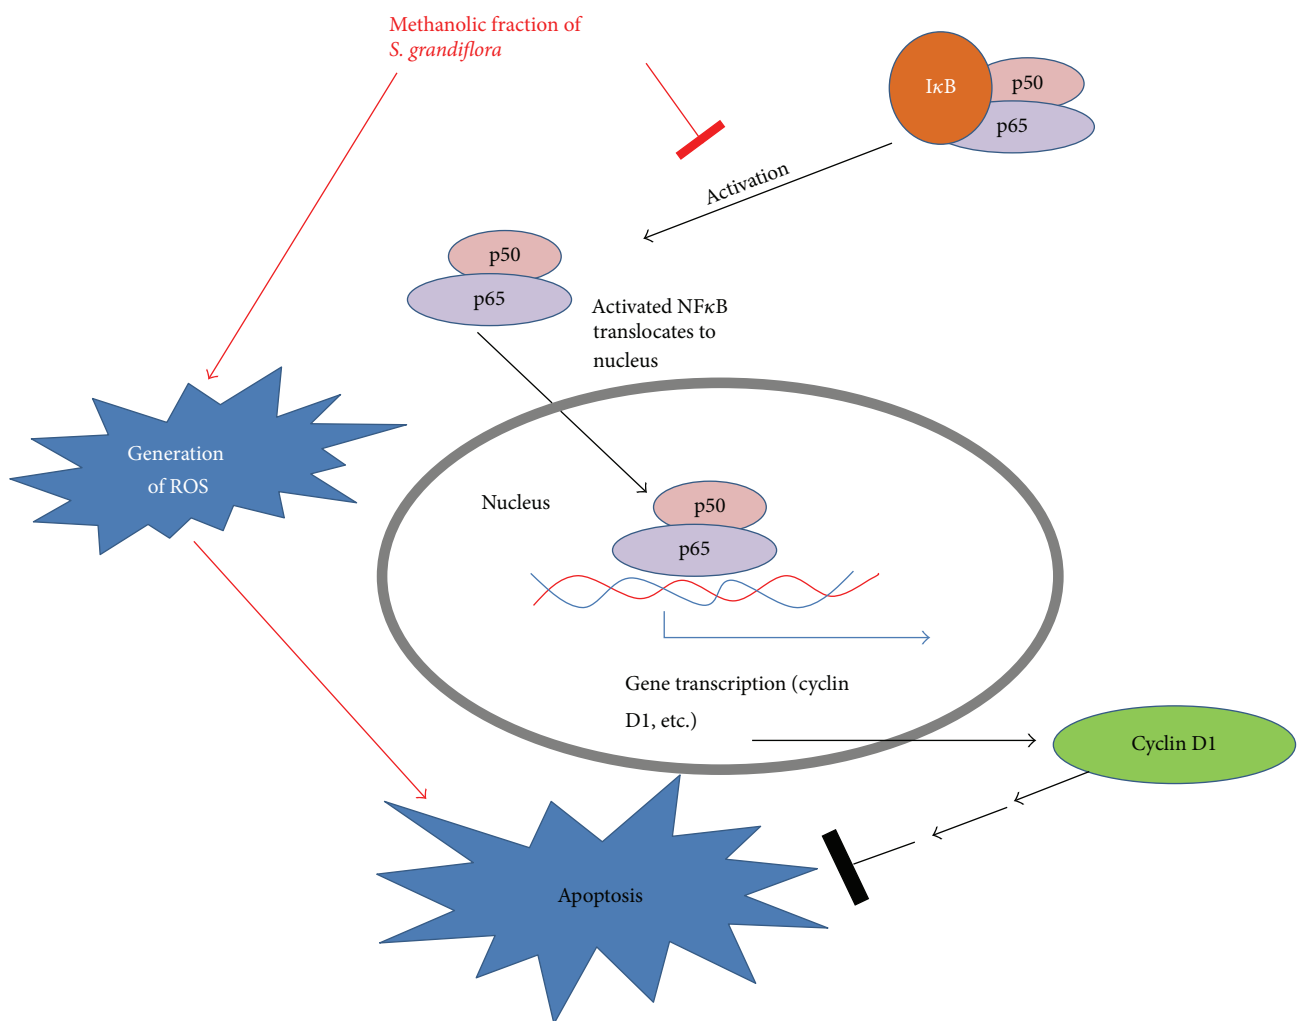 Methanolic fraction of
S. grandiflora
IκB
p50
p65
Activation
p50
p65
Activated NFκB
translocates to
nucleus
Generation
of ROS
Nucleus
p50
p65
Gene transcription (cyclin
D1, etc.)
Cyclin D1
Apoptosis